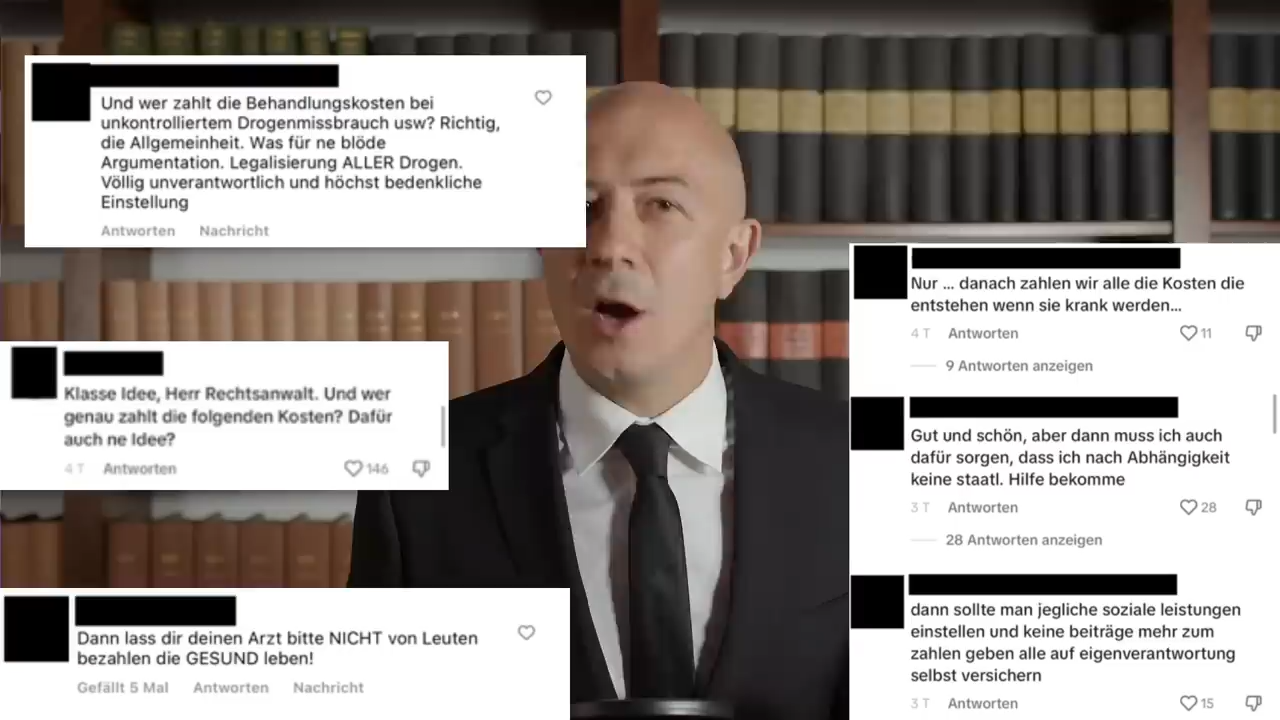 Und wer zahlt die Behandlungskosten bei
unkontrolliertem Drogenmissbrauch usw? Richtig,
die Allgemeinheit. Was für ne blöde
Argumentation. Legalisierung ALLER Drogen.
Völlig unverantwortlich und höchst bedenkliche
Einstellung
Antworten Nachricht
Klasse Idee, Herr Rechtsanwalt. Und wer
genau zahlt die folgenden Kosten? Dafür
auch ne Idee?
4 T Antworten 146
Dann lass dir deinen Arzt bitte NICHT von Leuten
bezahlen die GESUND leben!
Gefällt 5 Mal Antworten Nachricht
Nur ... danach zahlen wir alle die Kosten die
entstehen wenn sie krank werden...
4 T Antworten 11
9 Antworten anzeigen
Gut und schön, aber dann muss ich auch
dafür sorgen, dass ich nach Abhängigkeit
keine staatl. Hilfe bekomme
3 T Antworten 28
28 Antworten anzeigen
dann sollte man jegliche soziale leistungen
einstellen und keine beiträge mehr zum
zahlen geben alle auf eigenverantwortung
selbst versichern
3 T Antworten 15